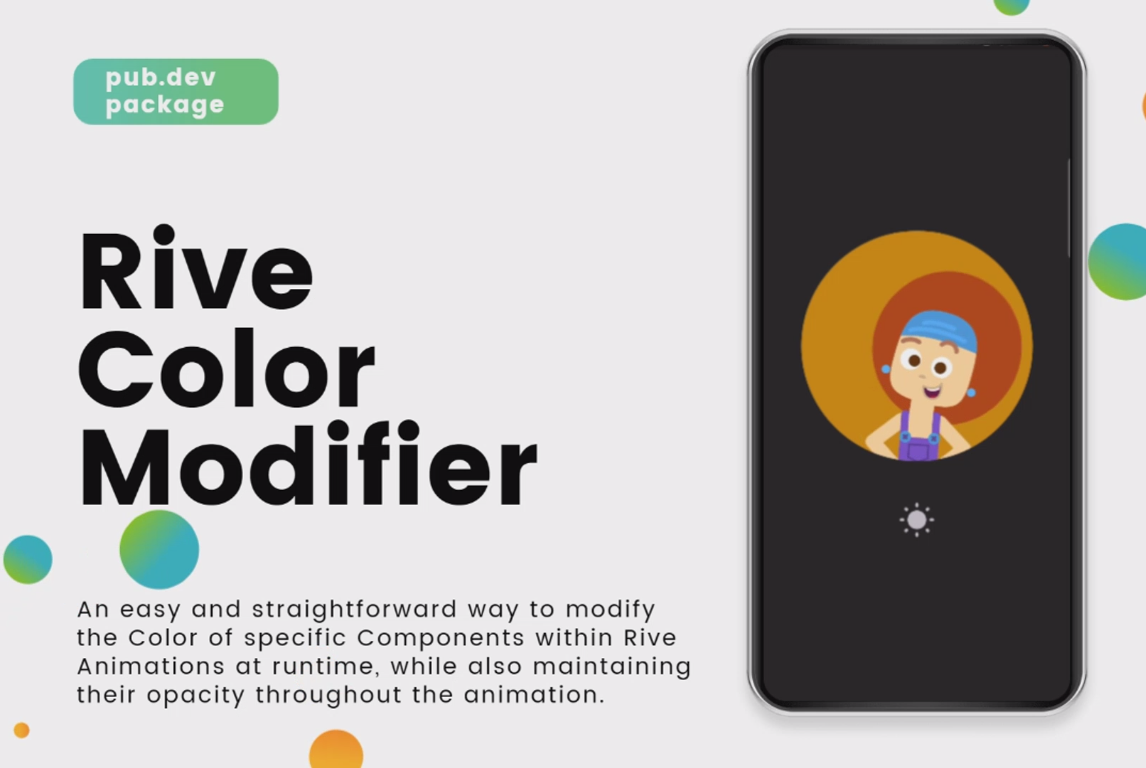 pub.dev
package
Rive
Color
Modifier
An easy and straightforward way to modify
the Color of specific Components within Rive
Animations at runtime, while also maintaining
their opacity throughout the animation.